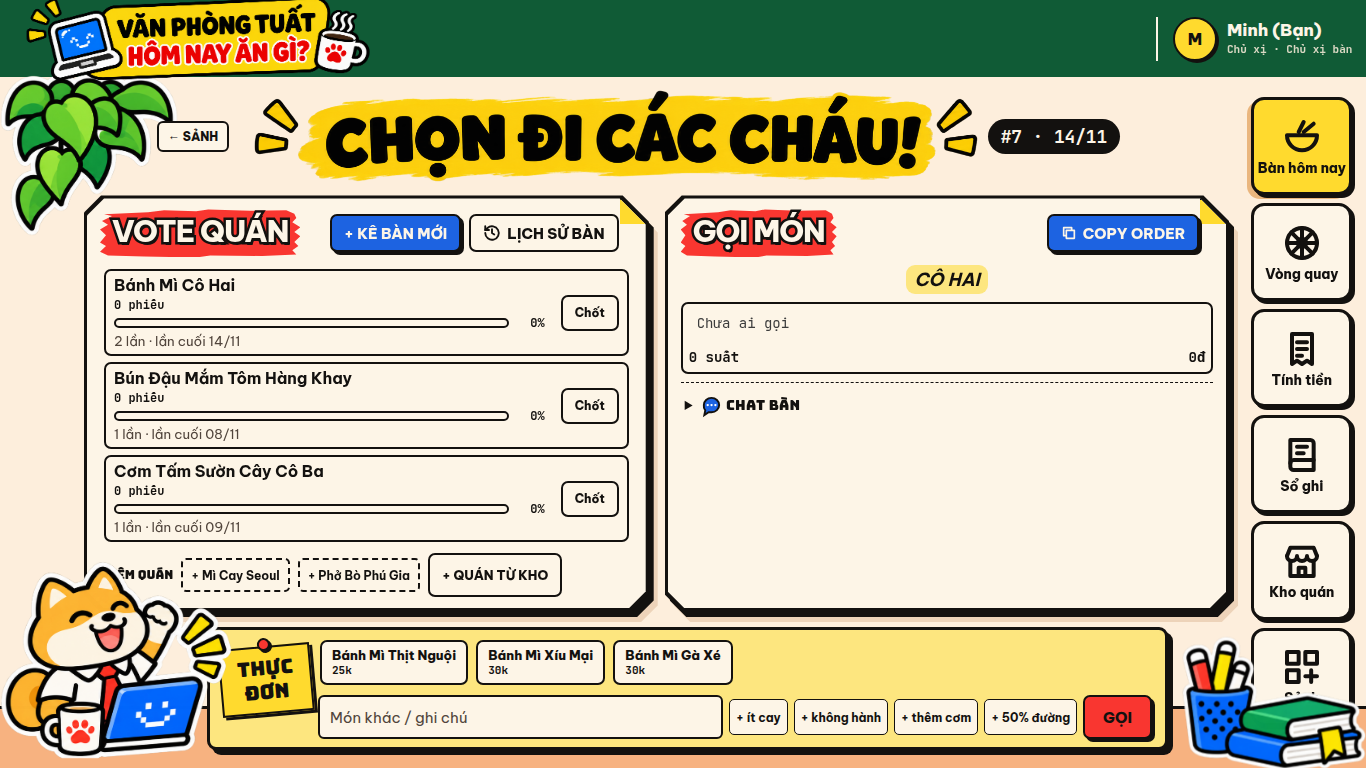 VĂN PHÒNG TUẤT
HÔM NAY ĂN GÌ?
M
Minh (Bạn)
Chủ xị · Chủ xị bàn
← SẢNH
CHỌN ĐI CÁC CHÁU!
#7 · 14/11
VOTE QUÁN
+ KÊ BÀN MỚI
LỊCH SỬ BÀN
Bánh Mì Cô Hai
0 phiếu
0%
Chốt
2 lần · lần cuối 14/11
Bún Đậu Mắm Tôm Hàng Khay
0 phiếu
0%
Chốt
1 lần · lần cuối 08/11
Cơm Tấm Sườn Cây Cô Ba
0 phiếu
0%
Chốt
1 lần · lần cuối 09/11
QUÁN
+ Mì Cay Seoul
+ Phở Bò Phú Gia
+ QUÁN TỪ KHO
GỌI MÓN
COPY ORDER
CÔ HAI
Chưa ai gọi
0 suất
0đ
CHAT BÀN
Bàn hôm nay
Vòng quay
Tính tiền
Sổ ghi
Kho quán
THỰC
ĐƠN
Bánh Mì Thịt Nguội
25k
Bánh Mì Xíu Mại
30k
Bánh Mì Gà Xé
30k
Món khác / ghi chú
+ ít cay
+ không hành
+ thêm cơm
+ 50% đường
GỌI